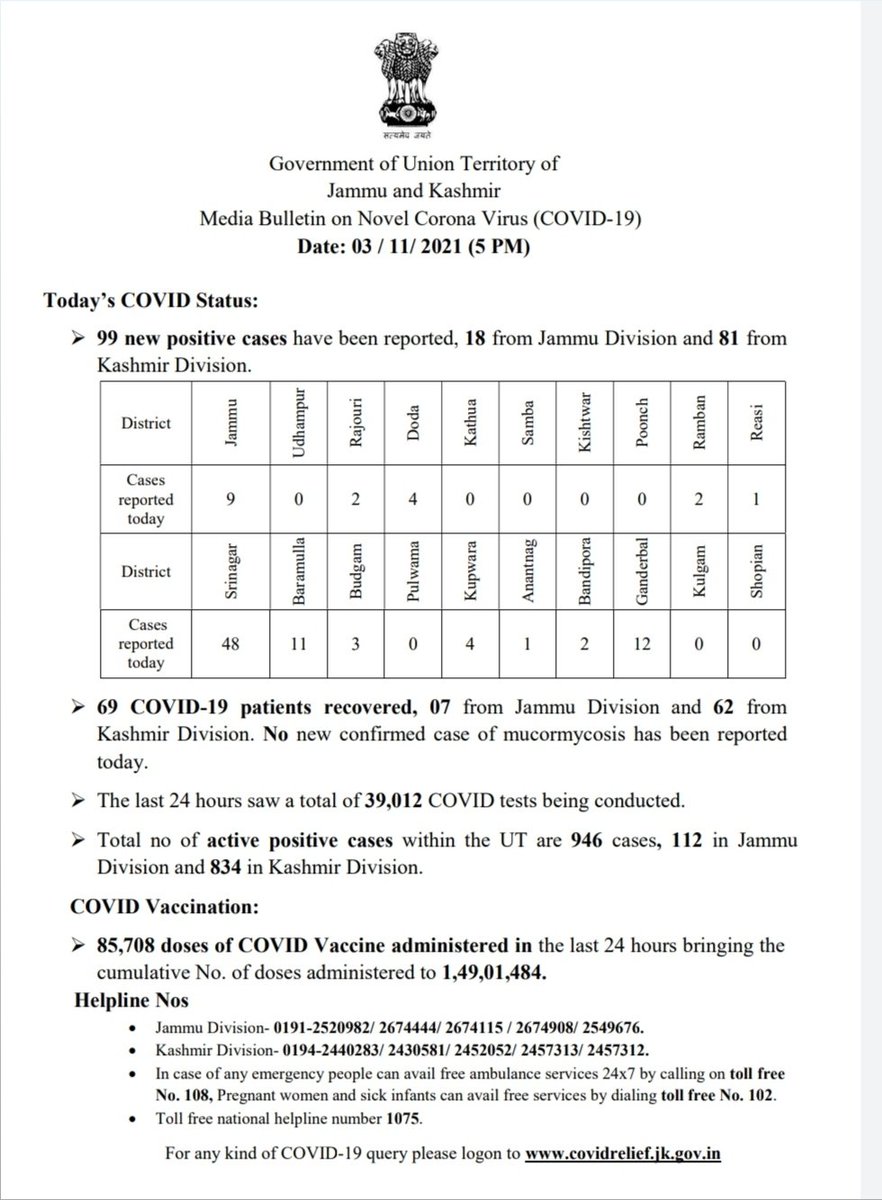 सत्यमेव जयते
Government of Union Territory of
Jammu and Kashmir
Media Bulletin on Novel Corona Virus (COVID-19)
Date: 03 / 11/ 2021 (5 PM)
Today’s COVID Status:
➢ 99 new positive cases have been reported, 18 from Jammu Division and 81 from
Kashmir Division.
District Jammu Udhampur Rajouri Doda Kathua Samba Kishtwar Poonch Ramban Reasi
Cases
reported
today
9 0 2 4 0 0 0 0 2 1
District Srinagar Baramulla Budgam Pulwama Kupwara Anantnag Bandipora Ganderbal Kulgam Shopian
Cases
reported
today
48 11 3 0 4 1 2 12 0 0
➢ 69 COVID-19 patients recovered, 07 from Jammu Division and 62 from
Kashmir Division. No new confirmed case of mucormycosis has been reported
today.
➢ The last 24 hours saw a total of 39,012 COVID tests being conducted.
➢ Total no of active positive cases within the UT are 946 cases, 112 in Jammu
Division and 834 in Kashmir Division.
COVID Vaccination:
➢ 85,708 doses of COVID Vaccine administered in the last 24 hours bringing the
cumulative No. of doses administered to 1,49,01,484.
Helpline Nos
• Jammu Division- 0191-2520982/ 2674444/ 2674115 / 2674908/ 2549676.
• Kashmir Division- 0194-2440283/ 2430581/ 2452052/ 2457313/ 2457312.
• In case of any emergency people can avail free ambulance services 24x7 by calling on toll free
No. 108, Pregnant women and sick infants can avail free services by dialing toll free No. 102.
• Toll free national helpline number 1075.
For any kind of COVID-19 query please logon to www.covidrelief.jk.gov.in